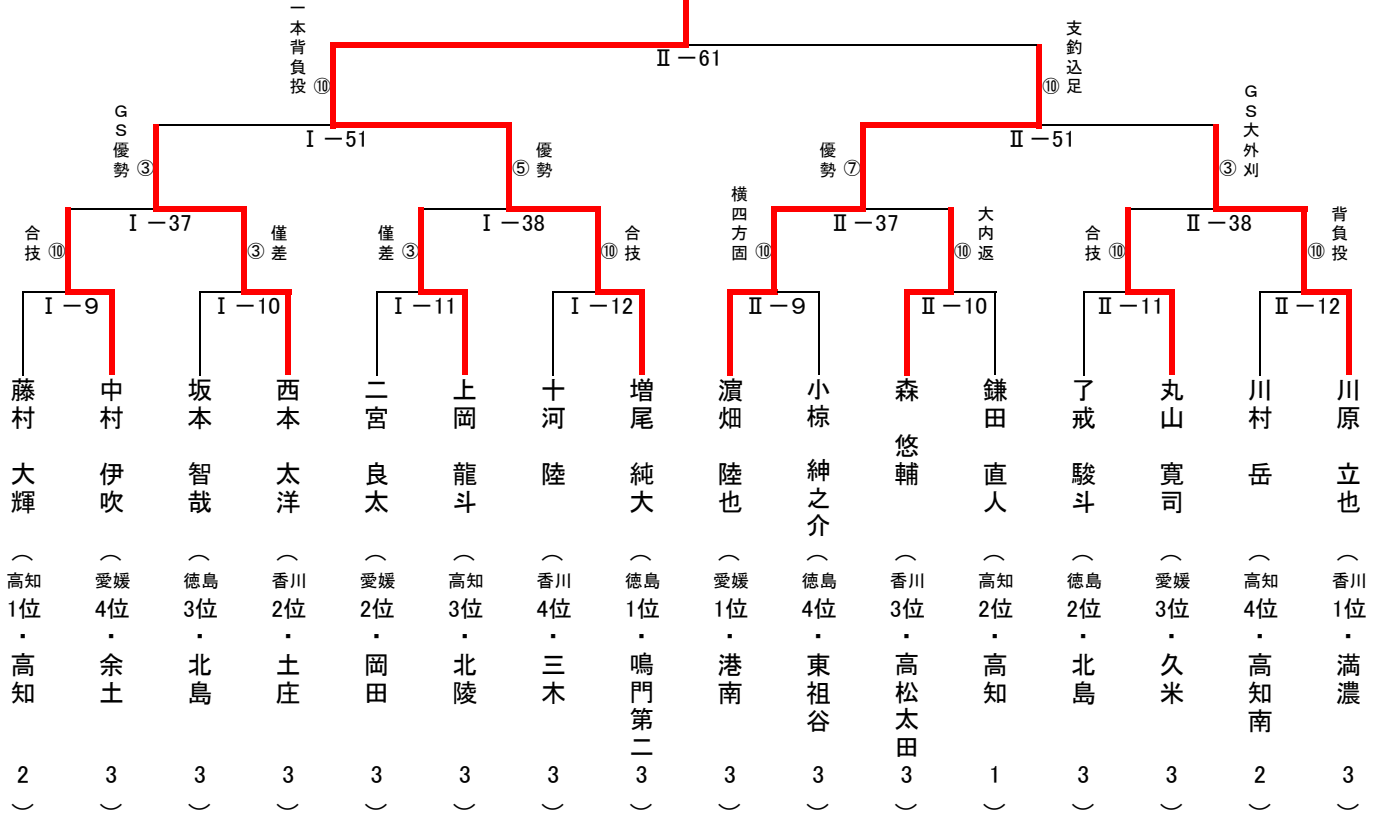 一本背負投 ⑩
Ⅱ－61
支釣込足 ⑩
GS優勢 ③
Ⅰ－51
優勢 ⑤
優勢 ⑦
Ⅱ－51
GS大外刈 ③
合技 ⑩
Ⅰ－37
僅差 ③
僅差 ③
Ⅰ－38
合技 ⑩
横四方固 ⑩
Ⅱ－37
大内返 ⑩
合技 ⑩
Ⅱ－38
背負投 ⑩
Ⅰ－9
Ⅰ－10
Ⅰ－11
Ⅰ－12
Ⅱ－9
Ⅱ－10
Ⅱ－11
Ⅱ－12
藤村 大輝 （高知1位・高知 2）
中村 伊吹 （愛媛4位・余土 3）
坂本 智哉 （徳島3位・北島 3）
西本 太洋 （香川2位・土庄 3）
二宮 良太 （愛媛2位・岡田 3）
上岡 龍斗 （高知3位・北陵 3）
十河 陸 （香川4位・三木 3）
増尾 純大 （徳島1位・鳴門第二 3）
濵畑 陸也 （愛媛1位・港南 3）
小椋 紳之介 （徳島4位・東祖谷 3）
森 悠輔 （香川3位・高松太田 3）
鎌田 直人 （高知2位・高知 1）
了戒 駿斗 （徳島2位・北島 3）
丸山 寛司 （愛媛3位・久米 3）
川村 岳 （高知4位・高知南 2）
川原 立也 （香川1位・満濃 3）